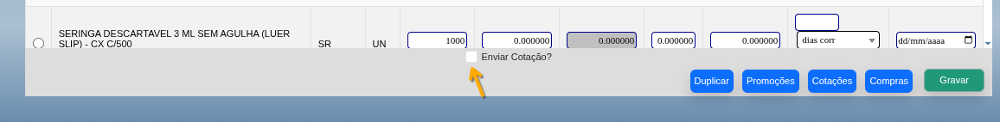 SERINGA DESCARTAVEL 3 ML SEM AGULHA (LUER
SLIP) - CX C/500
SR
UN
1000
0.000000
0.000000
0.000000
0.000000
dias corr
dd/mm/aaaa
Enviar Cotação?
Duplicar
Promoções
Cotações
Compras
Gravar